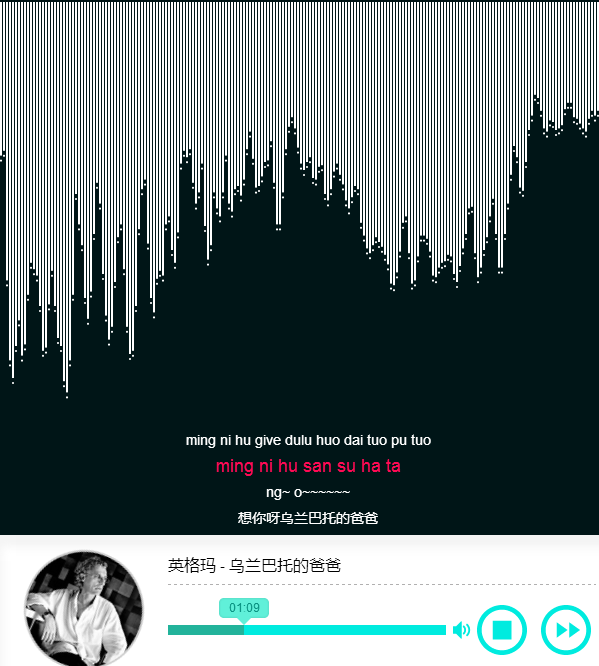 ming ni hu give dulu huo dai tuo pu tuo
ming ni hu san su ha ta
ng~ o~~~~~~
想你呀乌兰巴托的爸爸
英格玛 - 乌兰巴托的爸爸
01:09